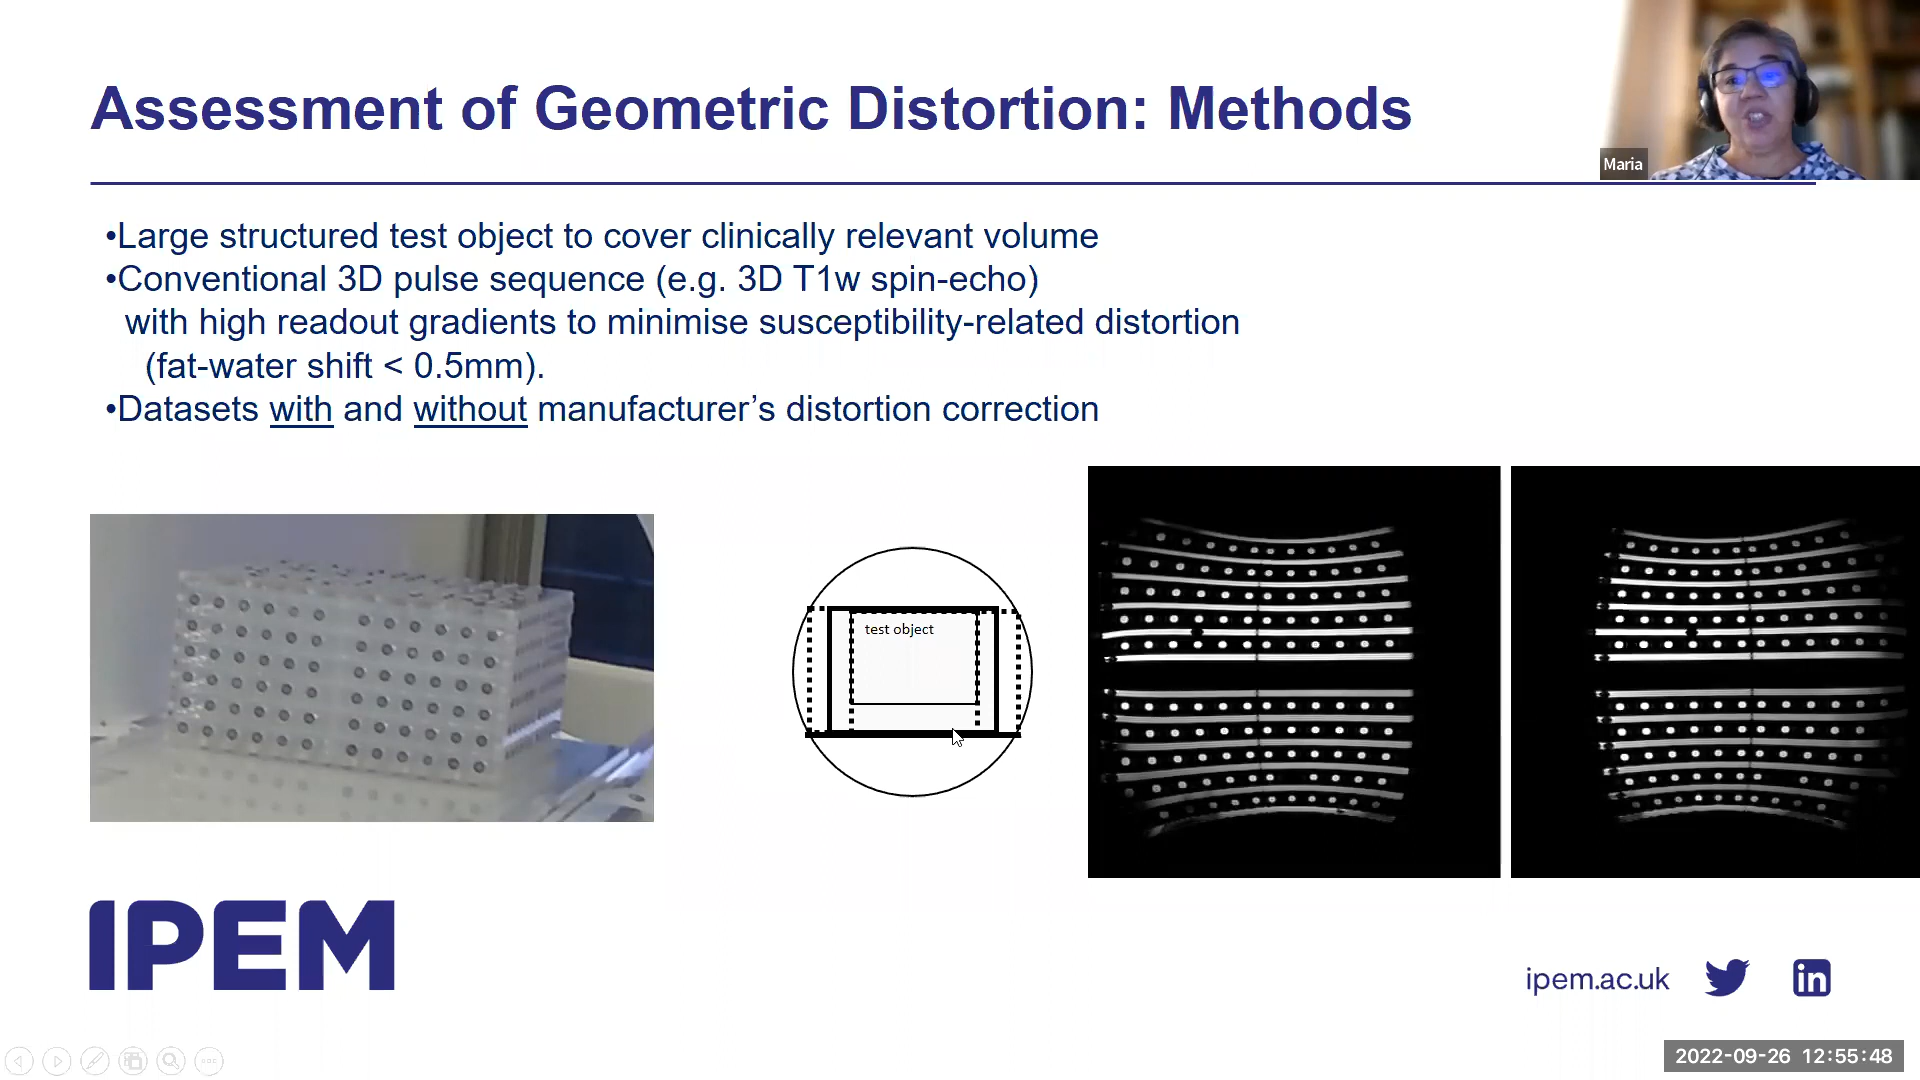 Assessment of Geometric Distortion: Methods
Maria
•Large structured test object to cover clinically relevant volume
•Conventional 3D pulse sequence (e.g. 3D T1w spin-echo)
with high readout gradients to minimise susceptibility-related distortion
(fat-water shift < 0.5mm).
•Datasets with and without manufacturer’s distortion correction
test object
IPEM
ipem.ac.uk
in
2022-09-26 12:55:48